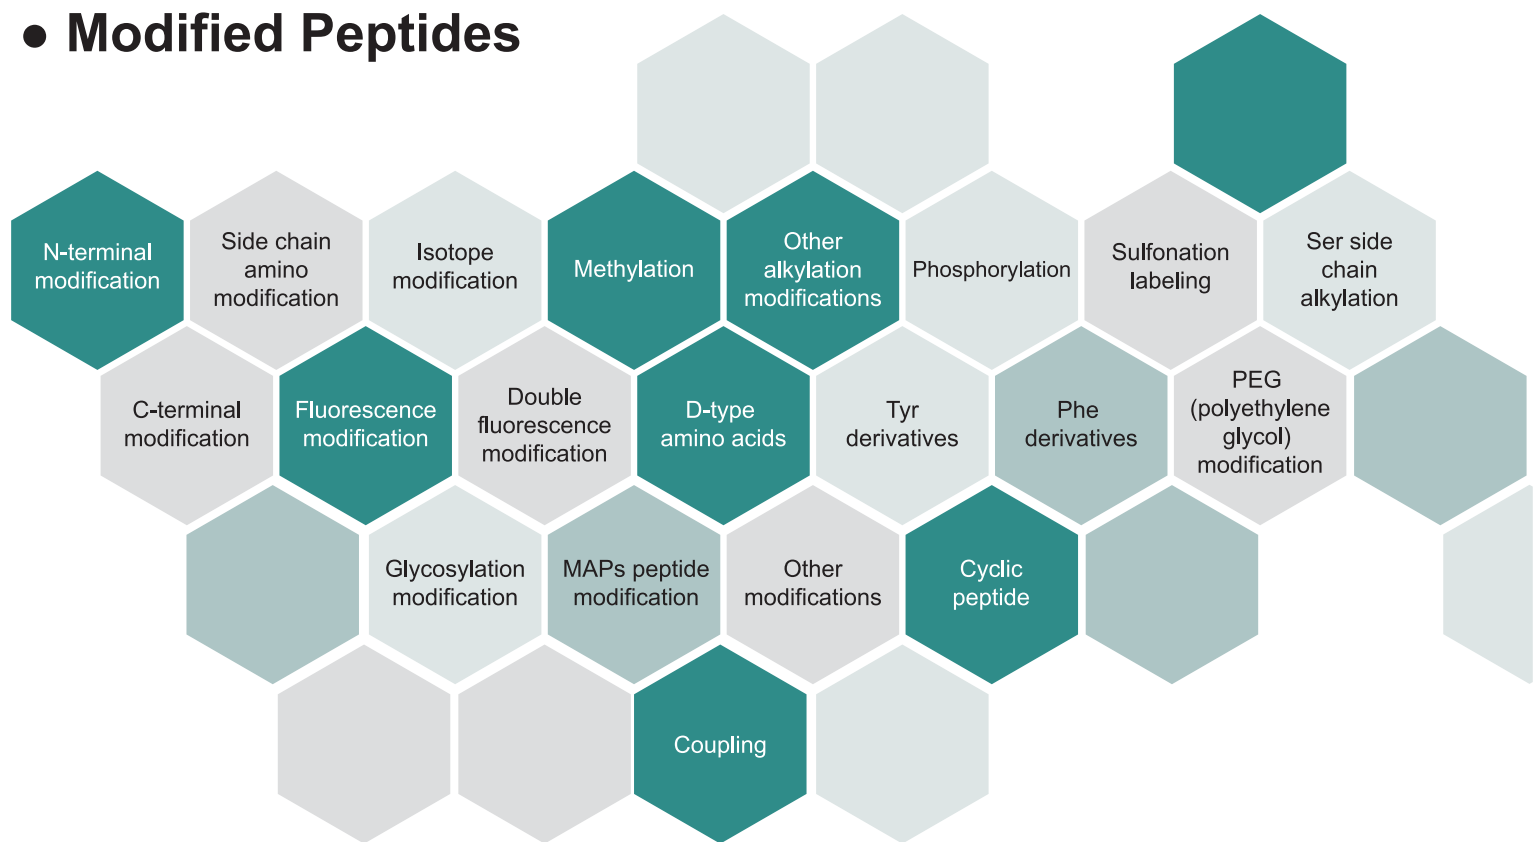 ● Modified Peptides
N-terminal
modification
Side chain
amino
modification
Isotope
modification
Methylation
Other
alkylation
modifications
Phosphorylation
Sulfonation
labeling
Ser side
chain
alkylation
C-terminal
modification
Fluorescence
modification
Double
fluorescence
modification
D-type
amino acids
Tyr
derivatives
Phe
derivatives
PEG
(polyethylene
glycol)
modification
Glycosylation
modification
MAPs peptide
modification
Other
modifications
Cyclic
peptide
Coupling